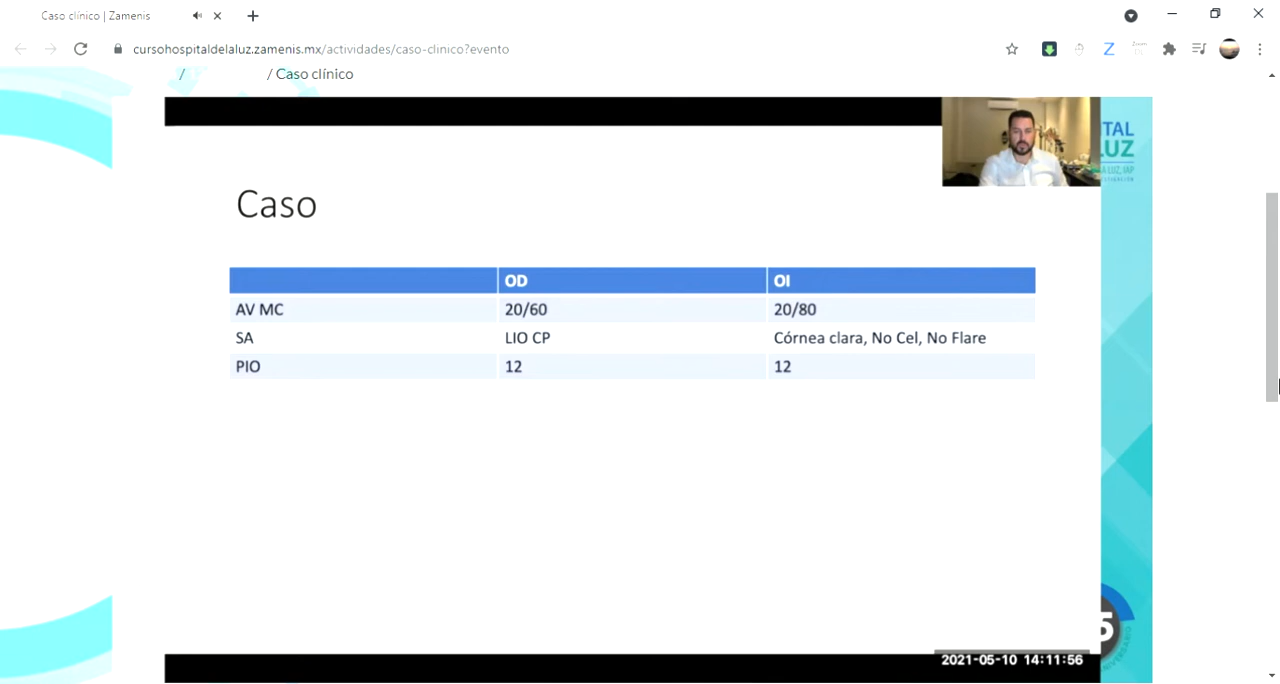 Caso clínico | Zamenis
cursohospitaldelaluz.zamenis.mx/actividades/caso-clinico?evento
/ / Caso clínico
TAL
LUZ
Caso
OD OI
AV MC 20/60 20/80
SA LIO CP Córnea clara, No Cel, No Flare
PIO 12 12
5
2021-05-10 14:11:56